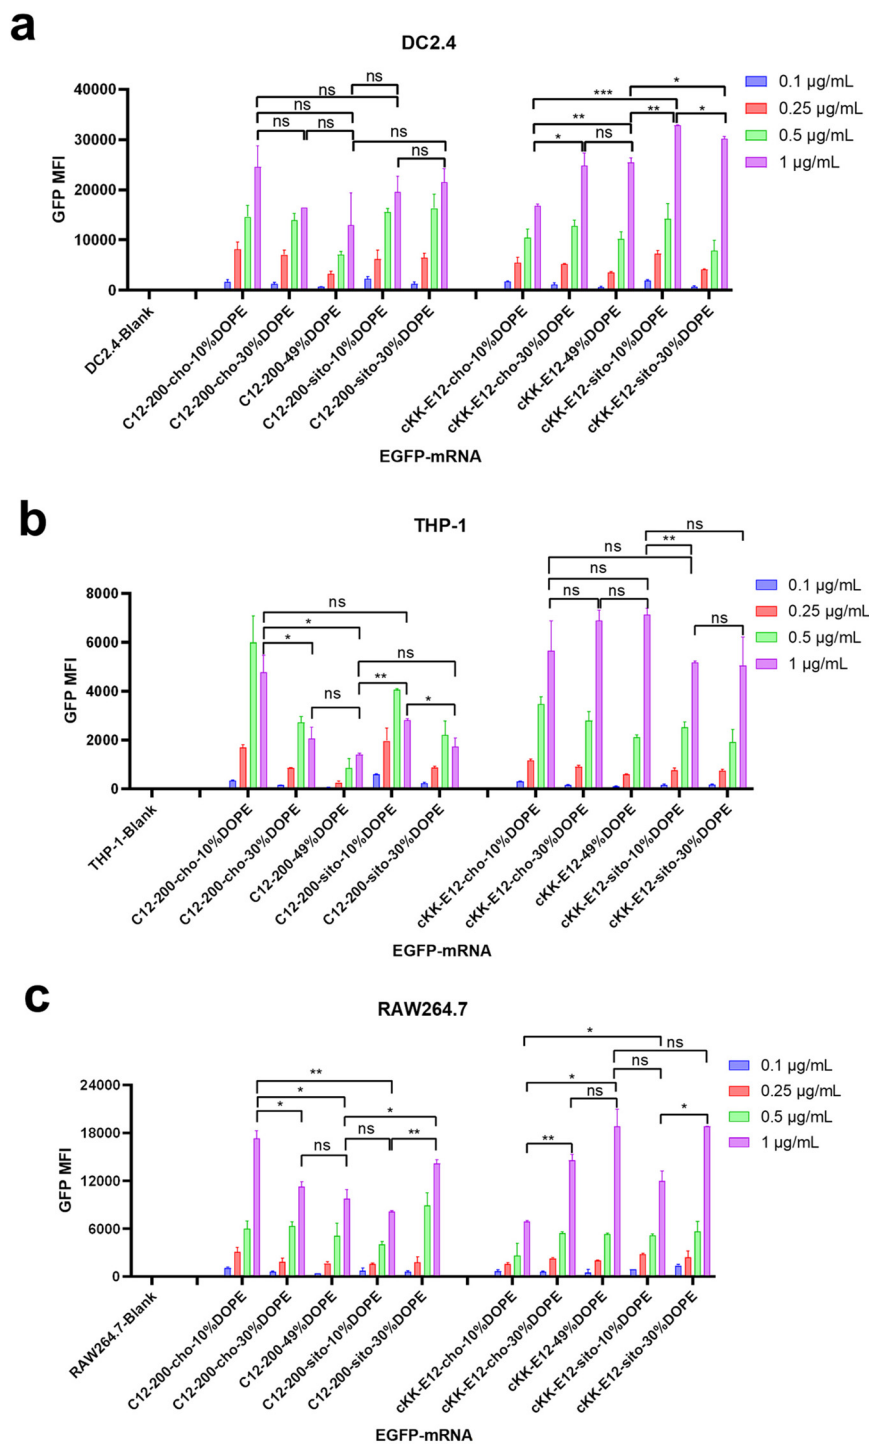 a
DC2.4
ns
ns
ns
ns
ns
ns
ns
***
*
**
**
*
*
ns
0.1 μg/mL
0.25 μg/mL
0.5 μg/mL
1 μg/mL
GFP MFI
40000
30000
20000
10000
0
DC2.4-Blank
C12-200-cho-10%DOPE
C12-200-cho-30%DOPE
C12-200-49%DOPE
C12-200-sito-10%DOPE
C12-200-sito-30%DOPE
cKK-E12-cho-10%DOPE
cKK-E12-cho-30%DOPE
cKK-E12-49%DOPE
cKK-E12-sito-10%DOPE
cKK-E12-sito-30%DOPE
EGFP-mRNA
b
THP-1
ns
*
*
ns
ns
**
*
ns
ns
**
ns
ns
ns
ns
0.1 μg/mL
0.25 μg/mL
0.5 μg/mL
1 μg/mL
GFP MFI
8000
6000
4000
2000
0
THP-1-Blank
C12-200-cho-10%DOPE
C12-200-cho-30%DOPE
C12-200-49%DOPE
C12-200-sito-10%DOPE
C12-200-sito-30%DOPE
cKK-E12-cho-10%DOPE
cKK-E12-cho-30%DOPE
cKK-E12-49%DOPE
cKK-E12-sito-10%DOPE
cKK-E12-sito-30%DOPE
EGFP-mRNA
c
RAW264.7
**
*
*
*
ns
ns
**
*
ns
ns
*
ns
*
**
0.1 μg/mL
0.25 μg/mL
0.5 μg/mL
1 μg/mL
GFP MFI
24000
18000
12000
6000
0
RAW264.7-Blank
C12-200-cho-10%DOPE
C12-200-cho-30%DOPE
C12-200-49%DOPE
C12-200-sito-10%DOPE
C12-200-sito-30%DOPE
cKK-E12-cho-10%DOPE
cKK-E12-cho-30%DOPE
cKK-E12-49%DOPE
cKK-E12-sito-10%DOPE
cKK-E12-sito-30%DOPE
EGFP-mRNA